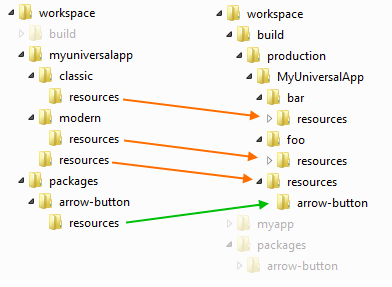 workspace
build
myuniversalapp
classic
resources
modern
resources
resources
packages
arrow-button
resources
workspace
build
production
MyUniversalApp
bar
resources
foo
resources
resources
arrow-button
myapp
packages
arrow-button